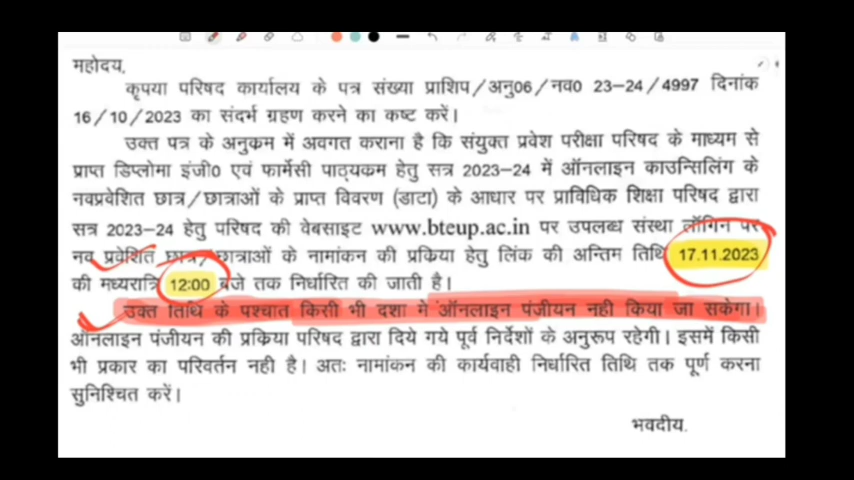 महोदय,
कृपया परिषद कार्यालय के पत्र संख्या प्राशिप/अनु06/नव0 23-24/4997 दिनांक
16/10/2023 का संदर्भ ग्रहण करने का कष्ट करें।
उक्त पत्र के अनुक्रम में अवगत कराना है कि संयुक्त प्रवेश परीक्षा परिषद के माध्यम से
प्राप्त डिप्लोमा इंजी0 एवं फार्मेसी पाठ्यकम हेतु सत्र 2023-24 में ऑनलाइन काउन्सिलिंग के
नवप्रवेशित छात्र/छात्राओं के प्राप्त विवरण (डाटा) के आधार पर प्राविधिक शिक्षा परिषद द्वारा
सत्र 2023-24 हेतु परिषद की वेबसाइट www.bteup.ac.in पर उपलब्ध संस्था लॉगिन पर
नव प्रवेशित छात्र/छात्राओं के नामांकन की प्रकिया हेतु लिंक की अन्तिम तिथि 17.11.2023
की मध्यरात्रि 12:00 बजे तक निर्धारित की जाती है।
उक्त तिथि के पश्चात किसी भी दशा मे ऑनलाइन पंजीयन नही किया जा सकेगा।
ऑनलाइन पंजीयन की प्रकिया परिषद द्वारा दिये गये पूर्व निर्देशों के अनुरूप रहेगी। इसमें किसी
भी प्रकार का परिवर्तन नही है। अतः नामांकन की कार्यवाही निर्धारित तिथि तक पूर्ण करना
सुनिश्चित करें।
भवदीय,